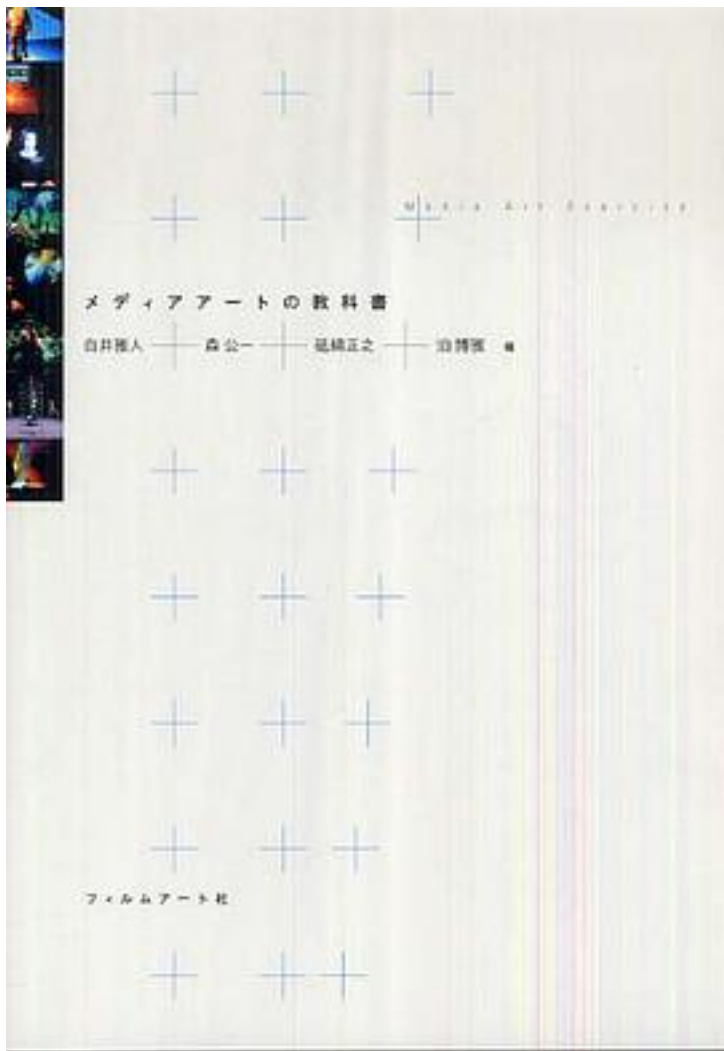 Media Art Exercise
メディアアートの教科書
白井雅人 森公一 砥綿正之 泊博雅 編
フィルムアート社